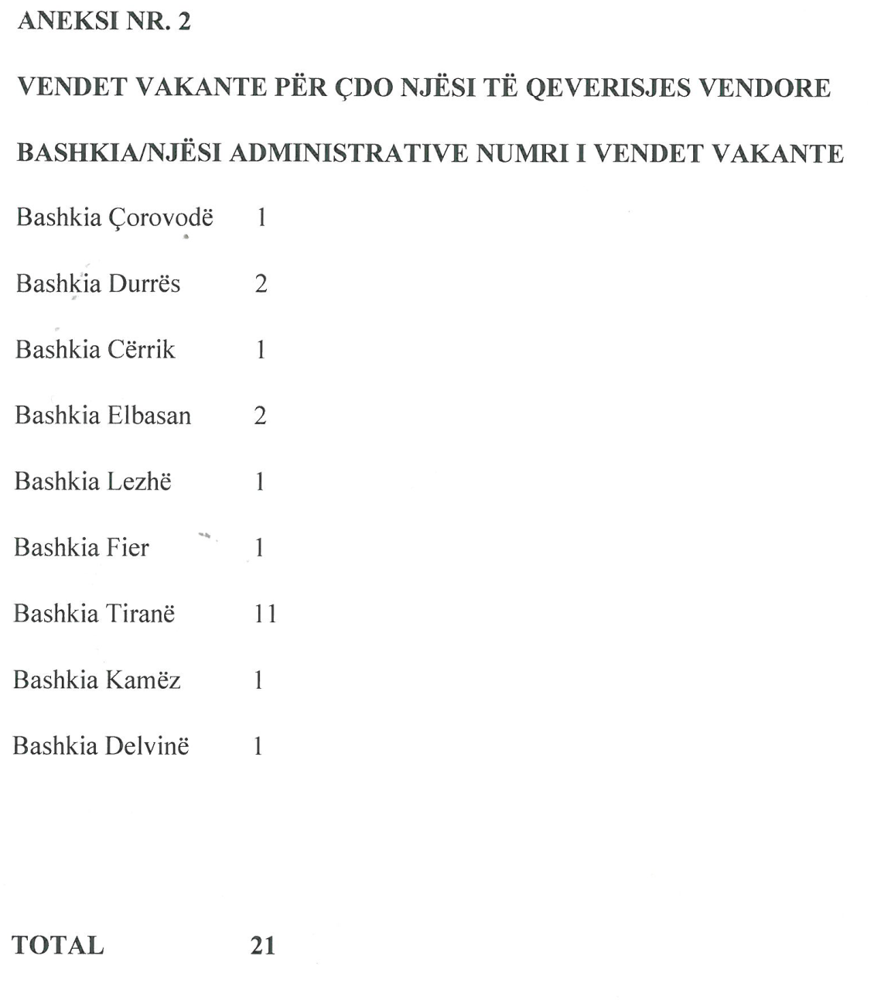 ANEKSI NR. 2
VENDET VAKANTE PËR ÇDO NJËSI TË QEVERISJES VENDORE
BASHKIA/NJËSI ADMINISTRATIVE NUMRI I VENDET VAKANTE
Bashkia Çorovodë 1
Bashkia Durrës 2
Bashkia Cërrik 1
Bashkia Elbasan 2
Bashkia Lezhë 1
Bashkia Fier 1
Bashkia Tiranë 11
Bashkia Kamëz 1
Bashkia Delvinë 1
TOTAL 21